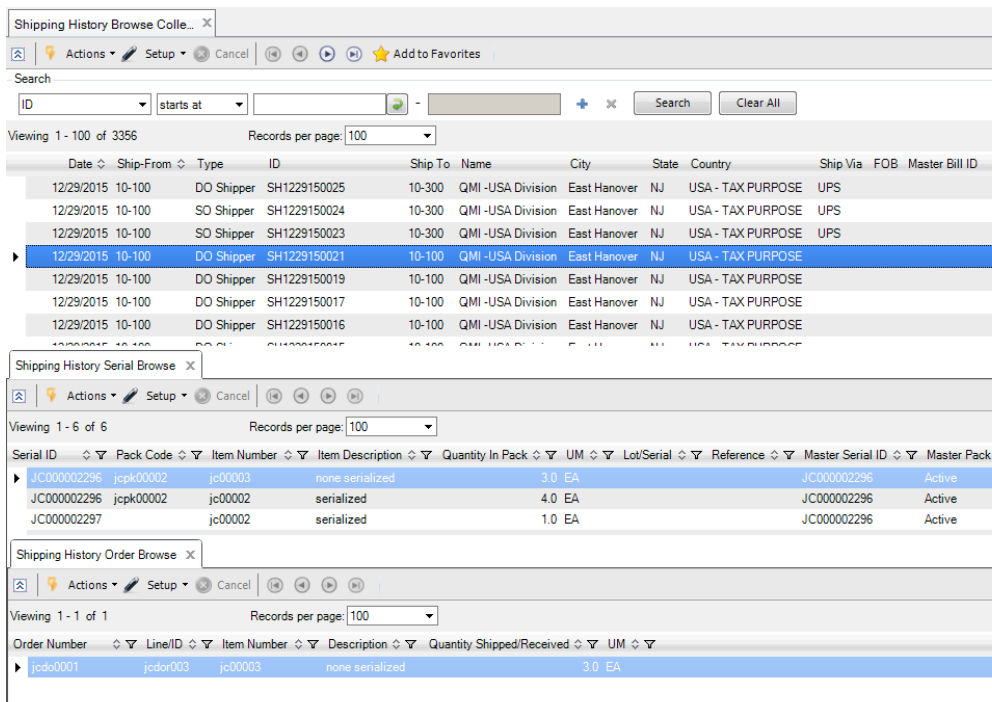 Shipping History Browse Colle...
Actions Setup Cancel Add to Favorites
Search
ID starts at - Search Clear All
Viewing 1 - 100 of 3356 Records per page: 100
Date Ship-From Type ID Ship To Name City State Country Ship Via FOB Master Bill ID
12/29/2015 10-100 DO Shipper SH1229150025 10-300 QMI -USA Division East Hanover NJ USA - TAX PURPOSE UPS
12/29/2015 10-100 SO Shipper SH1229150024 10-300 QMI -USA Division East Hanover NJ USA - TAX PURPOSE UPS
12/29/2015 10-100 SO Shipper SH1229150023 10-300 QMI -USA Division East Hanover NJ USA - TAX PURPOSE UPS
12/29/2015 10-100 DO Shipper SH1229150021 10-100 QMI -USA Division East Hanover NJ USA - TAX PURPOSE
12/29/2015 10-100 DO Shipper SH1229150019 10-100 QMI -USA Division East Hanover NJ USA - TAX PURPOSE
12/29/2015 10-100 DO Shipper SH1229150017 10-100 QMI -USA Division East Hanover NJ USA - TAX PURPOSE
12/29/2015 10-100 DO Shipper SH1229150016 10-100 QMI -USA Division East Hanover NJ USA - TAX PURPOSE
Shipping History Serial Browse
Actions Setup Cancel
Viewing 1 - 6 of 6 Records per page: 100
Serial ID Pack Code Item Number Item Description Quantity In Pack UM Lot/Serial Reference Master Serial ID Master Pack
JC000002296 jcpk00002 jc00003 none serialized 3.0 EA JC000002296 Active
JC000002296 jcpk00002 jc00002 serialized 4.0 EA JC000002296 Active
JC000002297 jc00002 serialized 1.0 EA JC000002296 Active
Shipping History Order Browse
Actions Setup Cancel
Viewing 1 - 1 of 1 Records per page: 100
Order Number Line/ID Item Number Description Quantity Shipped/Received UM
jcdo0001 jcdor003 jc00003 none serialized 3.0 EA